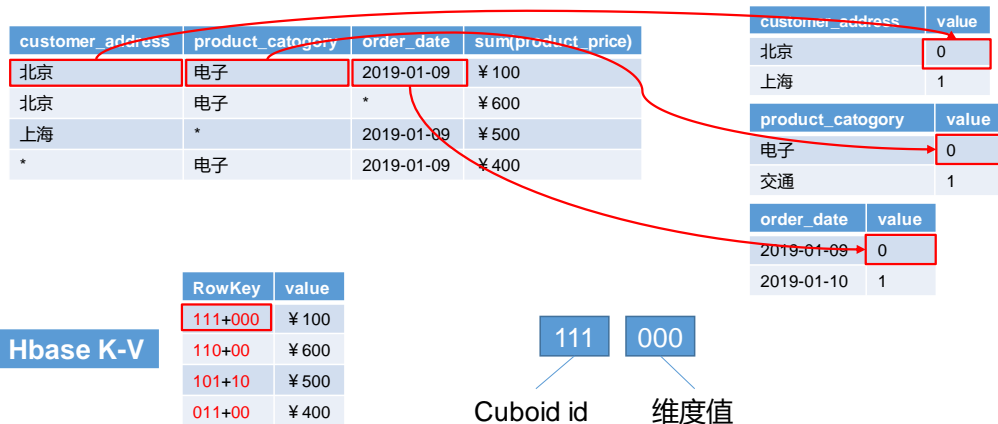 customer_address product_catogory order_date sum(product_price)
北京 电子 2019-01-09 ¥100
北京 电子 * ¥600
上海 * 2019-01-09 ¥500
* 电子 2019-01-09 ¥400
customer_address value
北京 0
上海 1
product_catogory value
电子 0
交通 1
order_date value
2019-01-09 0
2019-01-10 1
Hbase K-V
RowKey value
111+000 ¥100
110+00 ¥600
101+10 ¥500
011+00 ¥400
111 000
Cuboid id 维度值